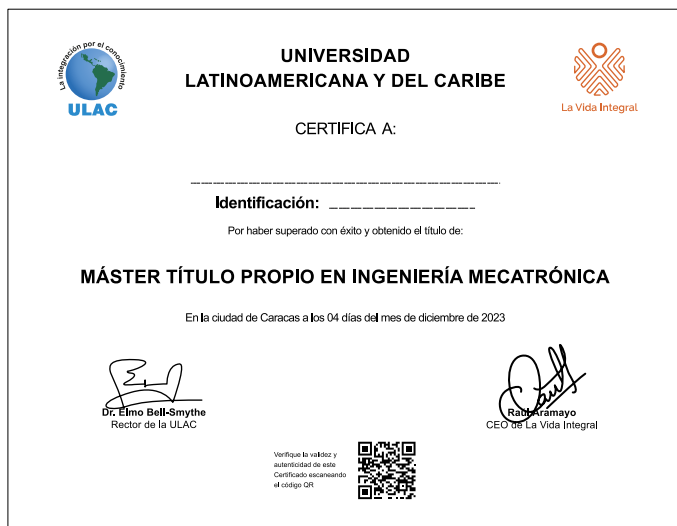 La integración por el conocimiento
ULAC
UNIVERSIDAD
LATINOAMERICANA Y DEL CARIBE
La Vida Integral
CERTIFICA A:
Identificación:
Por haber superado con éxito y obtenido el título de:
MÁSTER TÍTULO PROPIO EN INGENIERÍA MECATRÓNICA
En la ciudad de Caracas a los 04 días del mes de diciembre de 2023
Dr. Elmo Bell-Smythe
Rector de la ULAC
Raúl Aramayo
CEO de La Vida Integral
Verifique la validez y
autenticidad de este
Certificado escaneando
el código QR